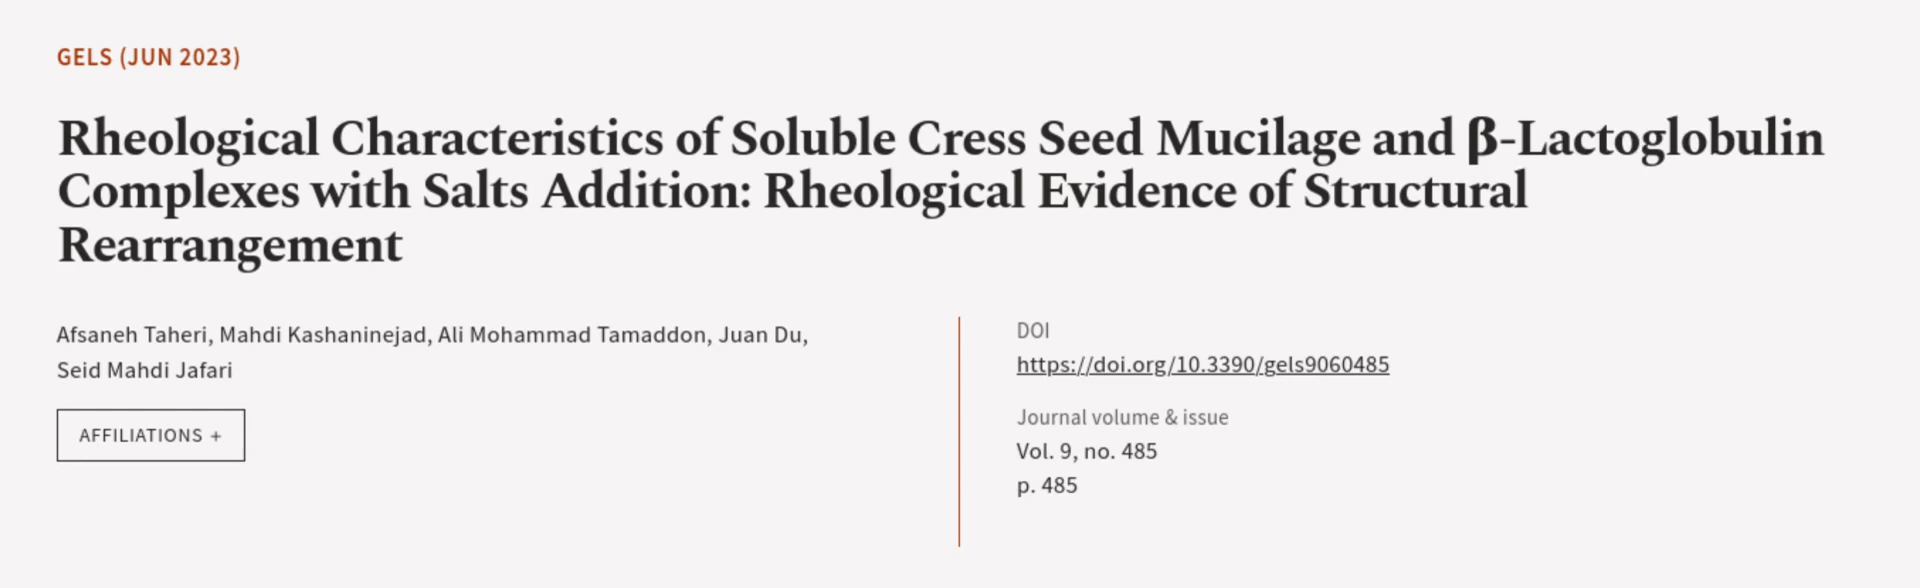 GELS (JUN 2023)
Rheological Characteristics of Soluble Cress Seed Mucilage and β-Lactoglobulin
Complexes with Salts Addition: Rheological Evidence of Structural
Rearrangement
Afsaneh Taheri, Mahdi Kashaninejad, Ali Mohammad Tamaddon, Juan Du,
Seid Mahdi Jafari
AFFILIATIONS +
DOI
https://doi.org/10.3390/gels9060485
Journal volume & issue
Vol. 9, no. 485
p. 485